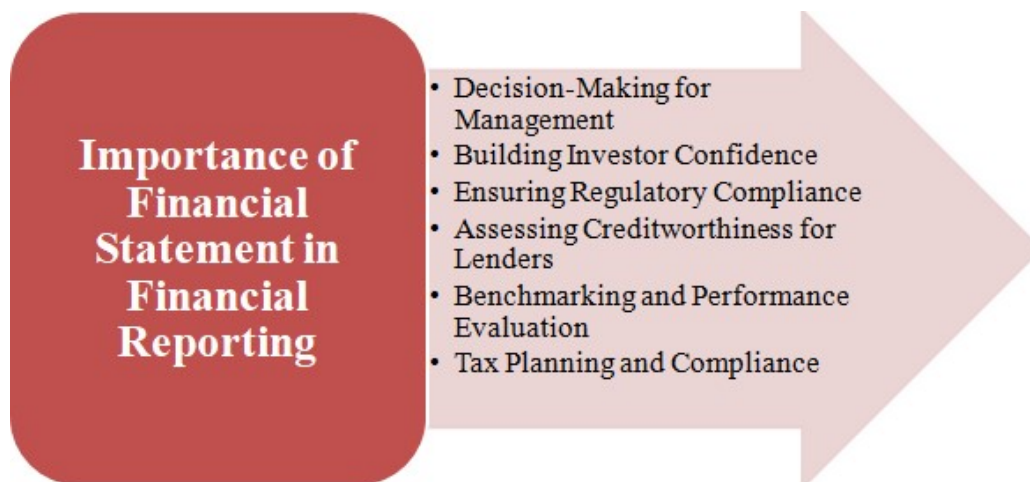 Importance of
Financial
Statement in
Financial
Reporting
• Decision-Making for
Management
• Building Investor Confidence
• Ensuring Regulatory Compliance
• Assessing Creditworthiness for
Lenders
• Benchmarking and Performance
Evaluation
• Tax Planning and Compliance